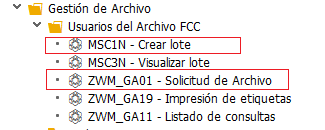 Gestión de Archivo
Usuarios del Archivo FCC
MSC1N - Crear lote
MSC3N - Visualizar lote
ZWM_GA01 - Solicitud de Archivo
ZWM_GA19 - Impresión de etiquetas
ZWM_GA11 - Listado de consultas